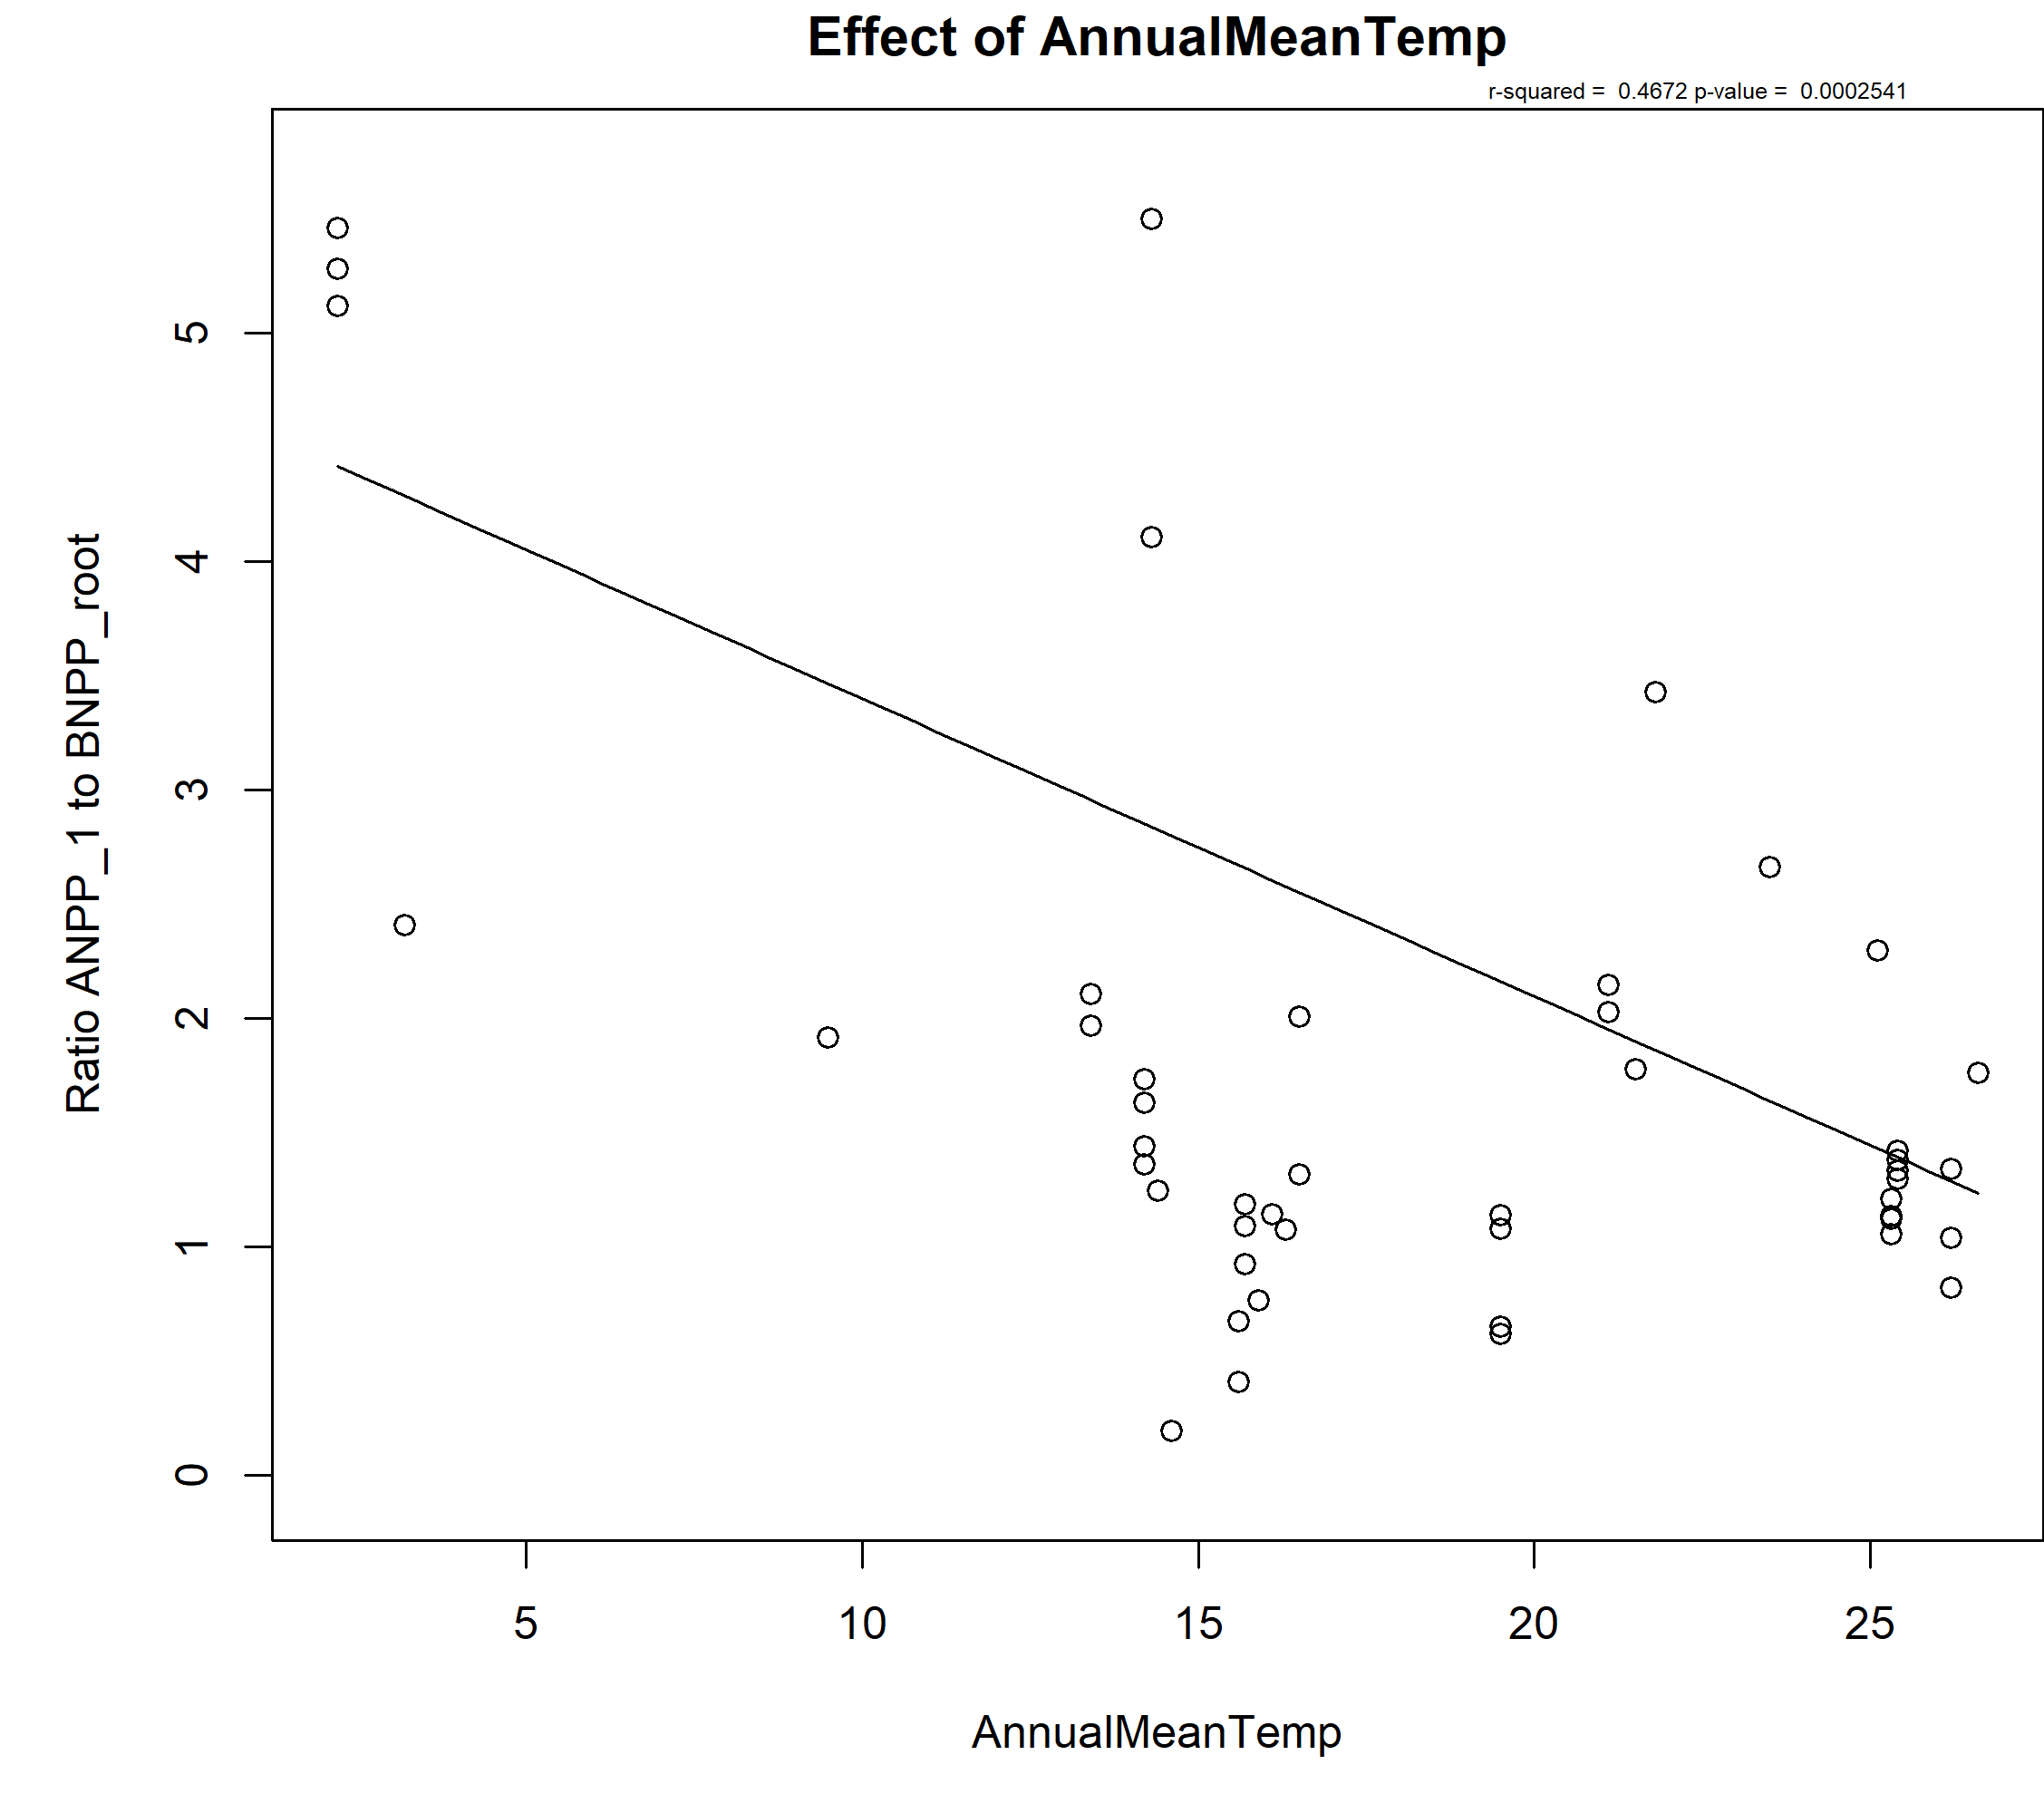 Effect of AnnualMeanTemp
r-squared =  0.4672 p-value =  0.0002541
Ratio ANPP_1 to BNPP_root
5
4
3
2
1
0
5 10 15 20 25
AnnualMeanTemp